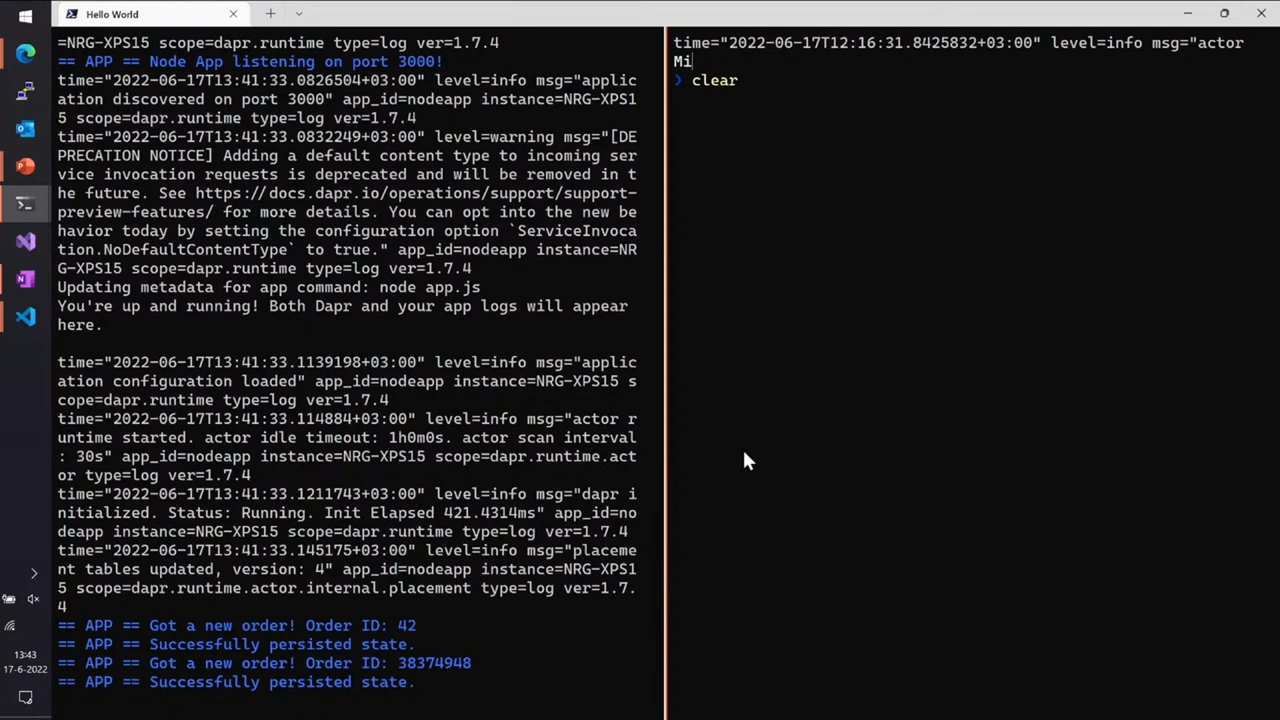 Hello World
=NRG-XPS15 scope=dapr.runtime type=log ver=1.7.4
== APP == Node App listening on port 3000!
time="2022-06-17T13:41:33.0826504+03:00" level=info msg="applic
ation discovered on port 3000" app_id=nodeapp instance=NRG-XPS1
5 scope=dapr.runtime type=log ver=1.7.4
time="2022-06-17T13:41:33.0832249+03:00" level=warning msg="[DE
PRECATION NOTICE] Adding a default content type to incoming ser
vice invocation requests is deprecated and will be removed in t
he future. See https://docs.dapr.io/operations/support/support-
preview-features/ for more details. You can opt into the new be
havior today by setting the configuration option `ServiceInvoca
tion.NoDefaultContentType` to true." app_id=nodeapp instance=NR
G-XPS15 scope=dapr.runtime type=log ver=1.7.4
Updating metadata for app command: node app.js
You're up and running! Both Dapr and your app logs will appear
here.
time="2022-06-17T13:41:33.1139198+03:00" level=info msg="applic
ation configuration loaded" app_id=nodeapp instance=NRG-XPS15 s
cope=dapr.runtime type=log ver=1.7.4
time="2022-06-17T13:41:33.114884+03:00" level=info msg="actor r
untime started. actor idle timeout: 1h0m0s. actor scan interval
: 30s" app_id=nodeapp instance=NRG-XPS15 scope=dapr.runtime.act
or type=log ver=1.7.4
time="2022-06-17T13:41:33.1211743+03:00" level=info msg="dapr i
nitialized. Status: Running. Init Elapsed 421.4314ms" app_id=no
deapp instance=NRG-XPS15 scope=dapr.runtime type=log ver=1.7.4
time="2022-06-17T13:41:33.145175+03:00" level=info msg="placeme
nt tables updated, version: 4" app_id=nodeapp instance=NRG-XPS1
5 scope=dapr.runtime.actor.internal.placement type=log ver=1.7.
4
== APP == Got a new order! Order ID: 42
== APP == Successfully persisted state.
== APP == Got a new order! Order ID: 38374948
== APP == Successfully persisted state.
time="2022-06-17T12:16:31.8425832+03:00" level=info msg="actor
Mi
❯ clear
13:43
17-6-2022